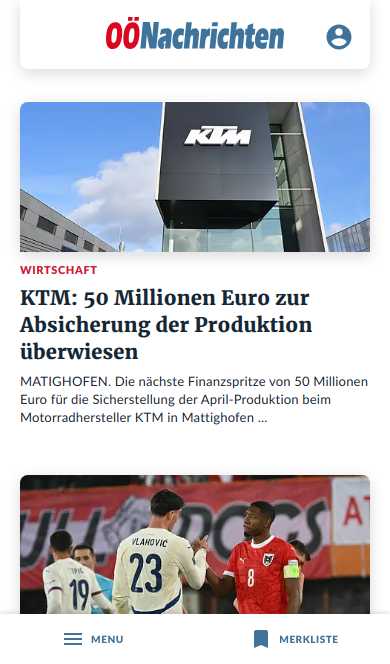 OÖNachrichten
KTM
WIRTSCHAFT
KTM: 50 Millionen Euro zur
Absicherung der Produktion
überwiesen
MATIGHOFEN. Die nächste Finanzspritze von 50 Millionen
Euro für die Sicherstellung der April-Produktion beim
Motorradhersteller KTM in Mattighofen ...
VLAHOVIĆ
23
8
19
MENU
MERKLISTE